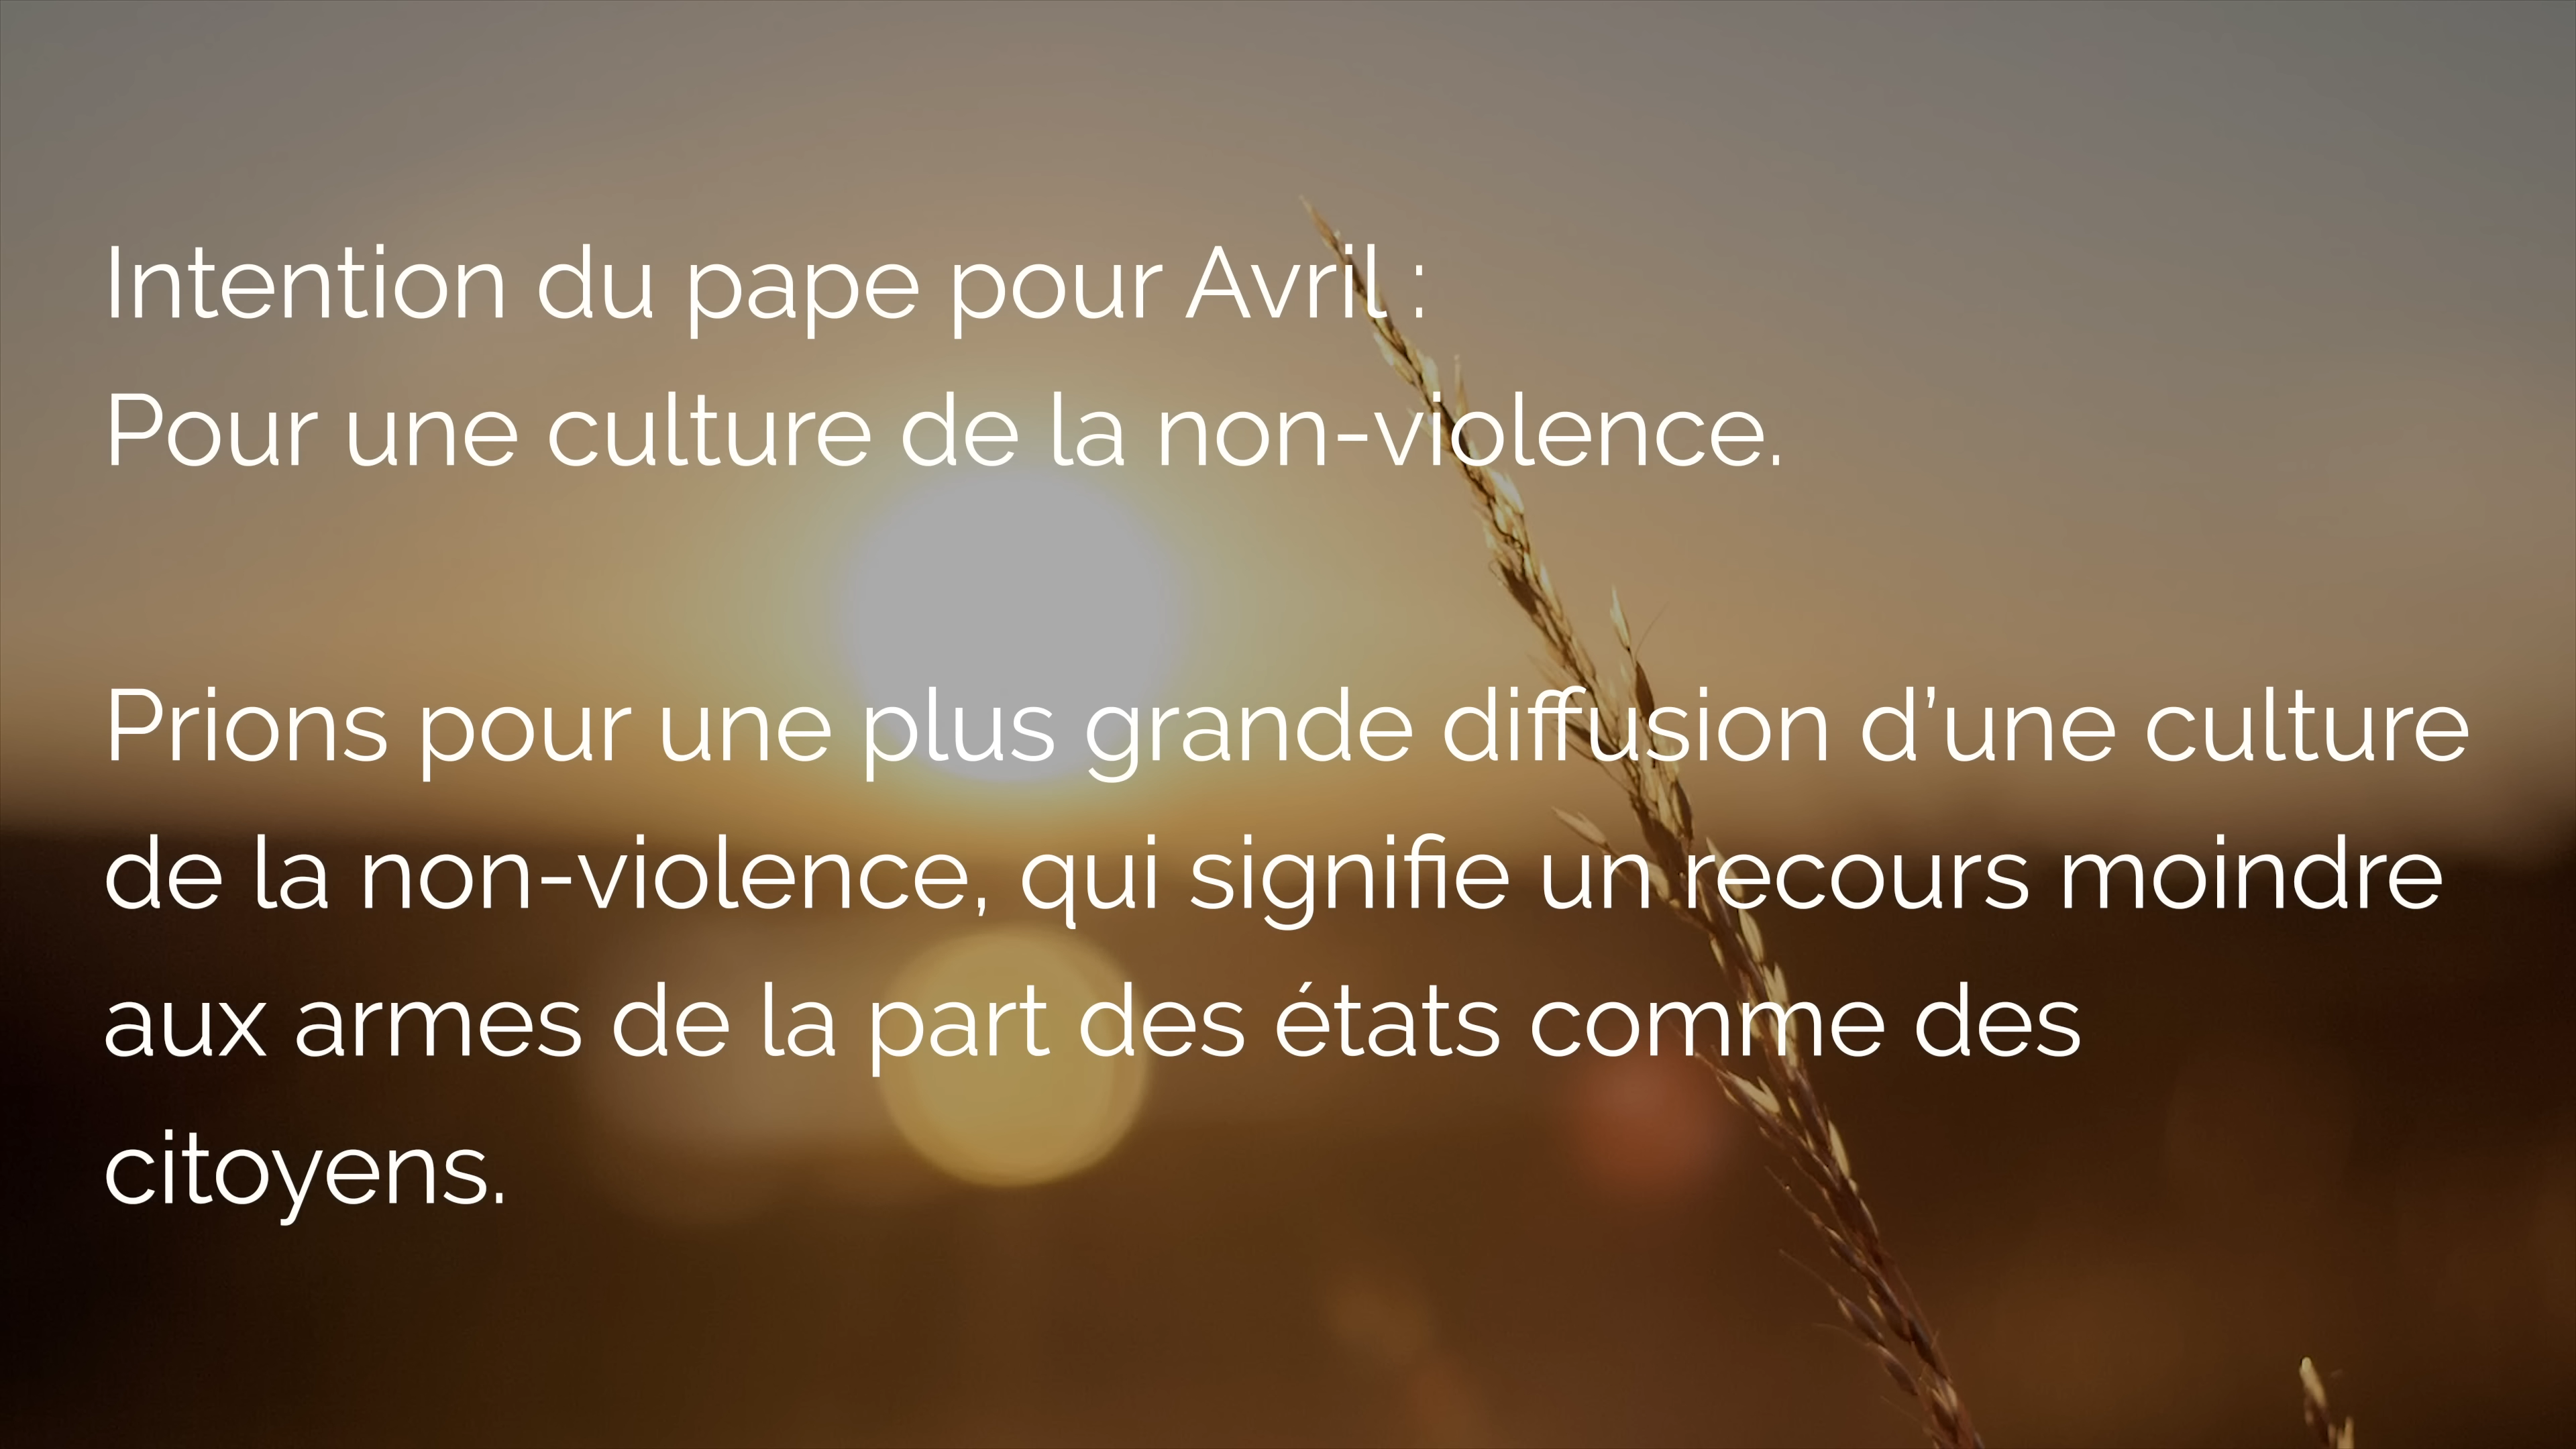 Intention du pape pour Avril :
Pour une culture de la non-violence.
Prions pour une plus grande diffusion d’une culture
de la non-violence, qui signifie un recours moindre
aux armes de la part des états comme des
citoyens.